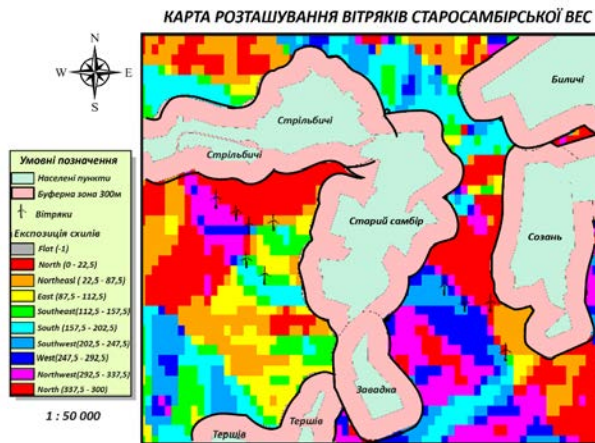 КАРТА РОЗТАШУВАННЯ ВІТРЯКІВ СТАРОСАМБІРСЬКОЇ ВЕС
N
W E
S
Биличі
Стрільбичі
Стрільбичі
Старий самбір
Созань
Завадка
Тершів
Тершів
Умовні позначення
Населені пункти
Буферна зона 300м
Вітряки
Експозиція схилів
Flat (-1)
North (0 - 22,5)
Northeast ( 22,5 - 87,5)
East (87,5 - 112,5)
Southeast(112,5 - 157,5)
South (157,5 - 202,5)
Southwest(202,5 - 247,5)
West(247,5 - 292,5)
Northwest(292,5 - 337,5)
North (337,5 - 300)
1 : 50 000